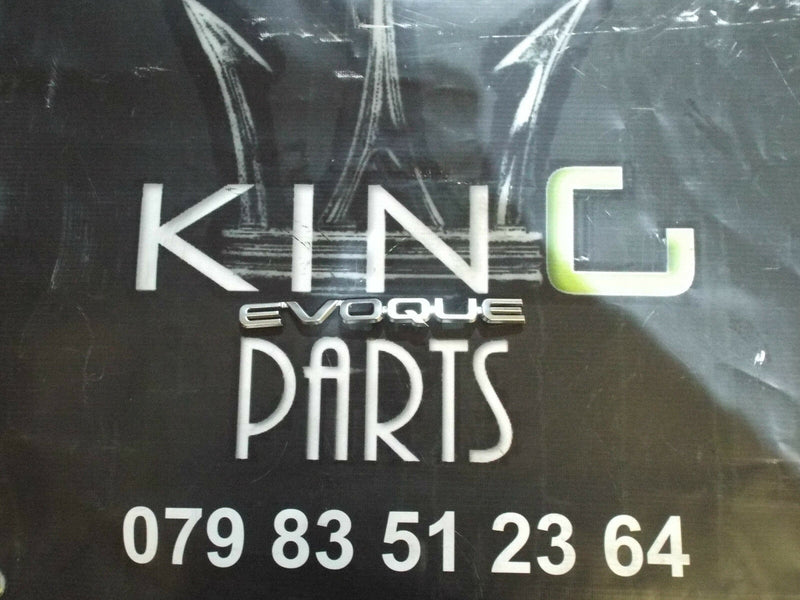 KING
EVOQUE
PARTS
079 83 51 23 64